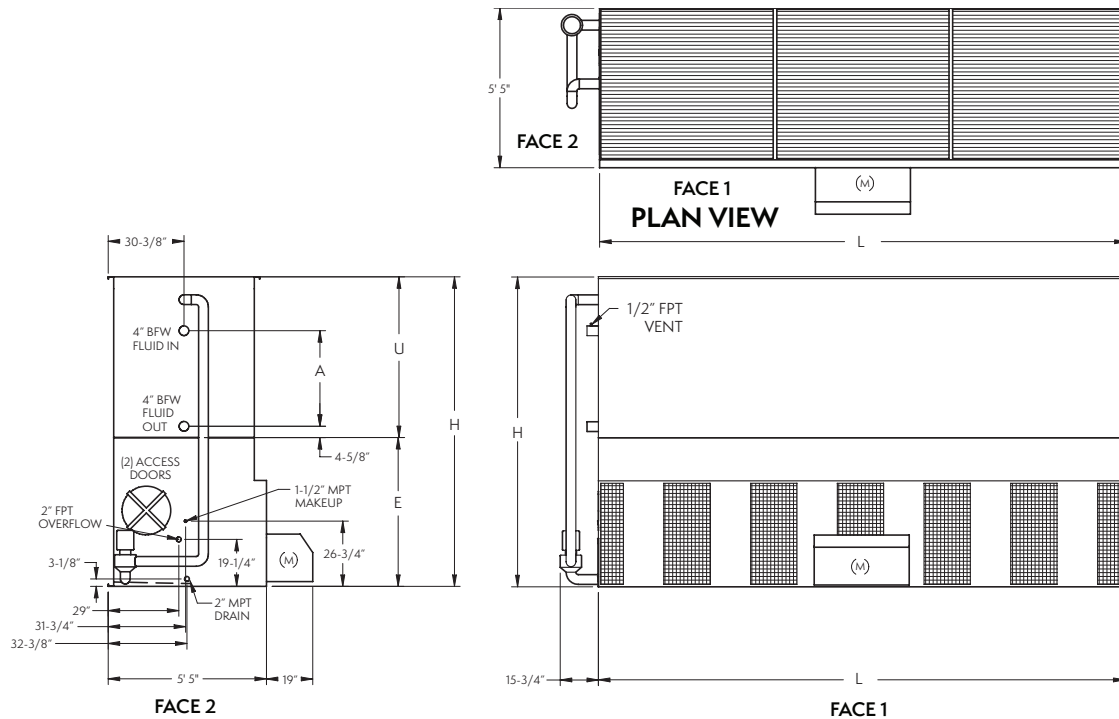 5' 5"
FACE 2
(M)
FACE 1
PLAN VIEW
L
30-3/8"
4" BFW
FLUID IN
A
U
H
4" BFW
FLUID
OUT
4-5/8"
(2) ACCESS
DOORS
1-1/2" MPT
MAKEUP
E
2" FPT
OVERFLOW
3-1/8"
19-1/4"
26-3/4"
(M)
2" MPT
DRAIN
29"
31-3/4"
32-3/8"
5' 5"
19"
FACE 2
1/2" FPT
VENT
H
(M)
15-3/4"
L
FACE 1